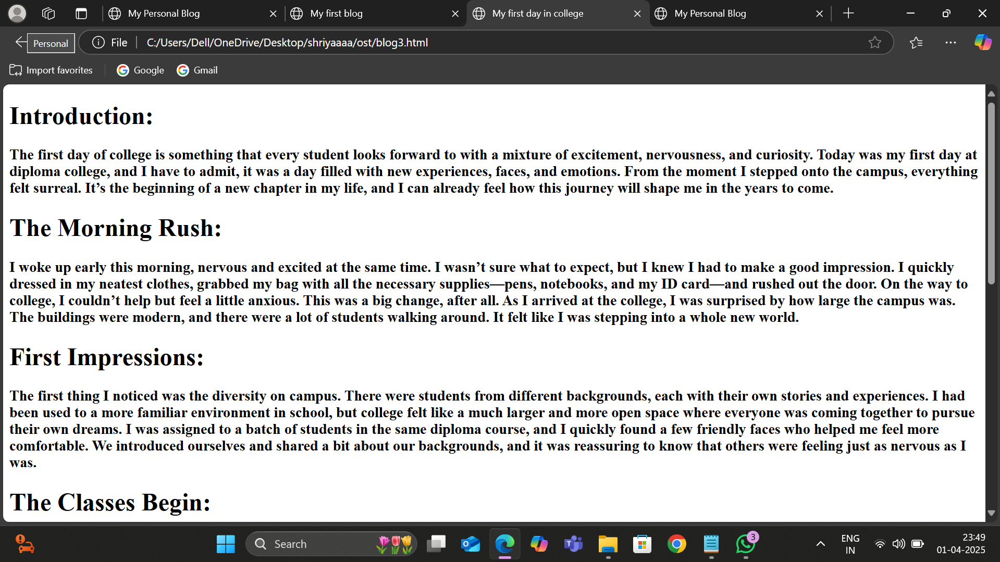 My Personal Blog
My first blog
My first day in college
My Personal Blog
Personal
File
C:/Users/Dell/OneDrive/Desktop/shriyaaaa/ost/blog3.html
Import favorites
Google
Gmail
Introduction:
The first day of college is something that every student looks forward to with a mixture of excitement, nervousness, and curiosity. Today was my first day at
diploma college, and I have to admit, it was a day filled with new experiences, faces, and emotions. From the moment I stepped onto the campus, everything
felt surreal. It’s the beginning of a new chapter in my life, and I can already feel how this journey will shape me in the years to come.
The Morning Rush:
I woke up early this morning, nervous and excited at the same time. I wasn’t sure what to expect, but I knew I had to make a good impression. I quickly
dressed in my neatest clothes, grabbed my bag with all the necessary supplies—pens, notebooks, and my ID card—and rushed out the door. On the way to
college, I couldn’t help but feel a little anxious. This was a big change, after all. As I arrived at the college, I was surprised by how large the campus was.
The buildings were modern, and there were a lot of students walking around. It felt like I was stepping into a whole new world.
First Impressions:
The first thing I noticed was the diversity on campus. There were students from different backgrounds, each with their own stories and experiences. I had
been used to a more familiar environment in school, but college felt like a much larger and more open space where everyone was coming together to pursue
their own dreams. I was assigned to a batch of students in the same diploma course, and I quickly found a few friendly faces who helped me feel more
comfortable. We introduced ourselves and shared a bit about our backgrounds, and it was reassuring to know that others were feeling just as nervous as I
was.
The Classes Begin:
Search
3
ENG
IN
23:49
01-04-2025